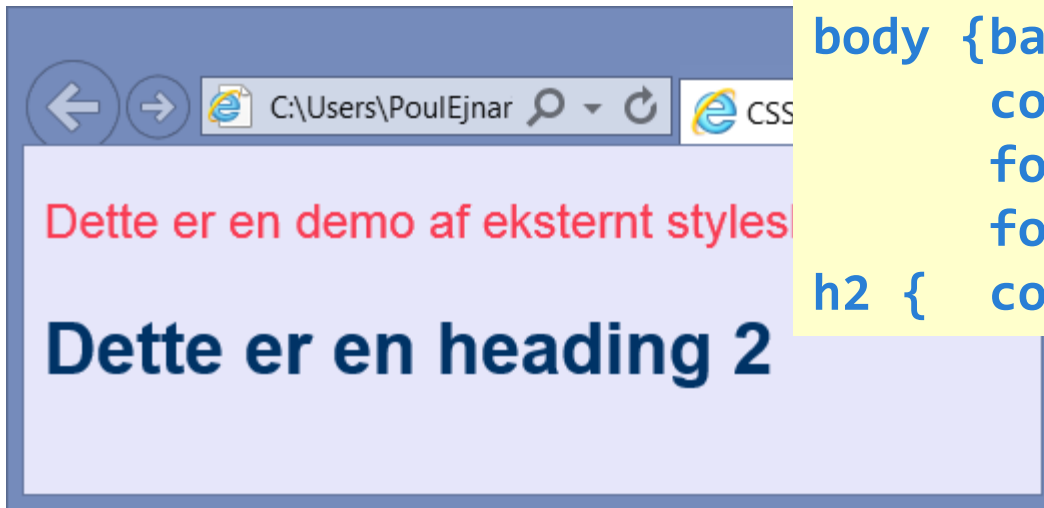 C:\Users\PoulEjnar
CSS
Dette er en demo af eksternt styles
Dette er en heading 2
body {ba
co
fo
fo
h2 { co